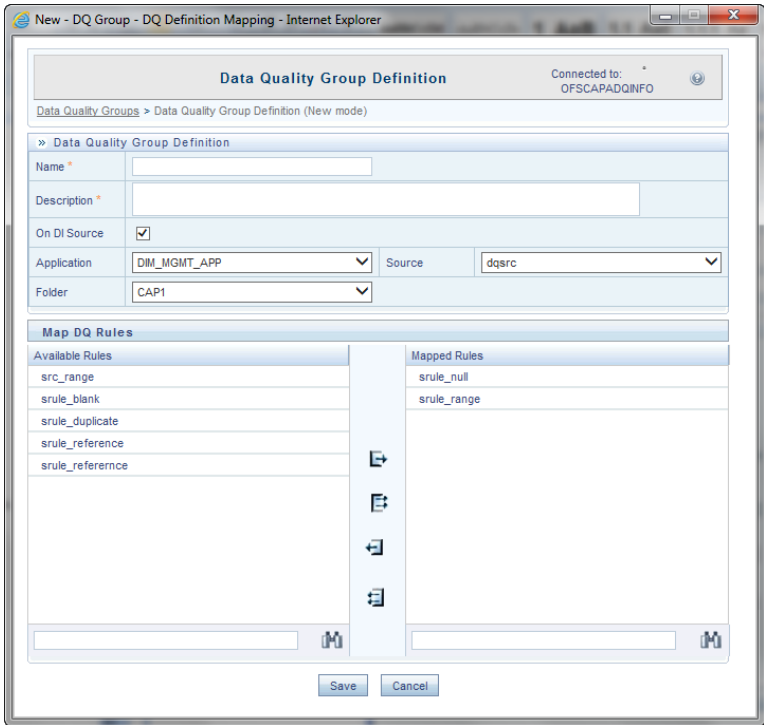 New - DQ Group - DQ Definition Mapping - Internet Explorer
Data Quality Group Definition
Connected to:
OFSCAPADQINFO
Data Quality Groups > Data Quality Group Definition (New mode)
» Data Quality Group Definition
Name *
Description *
On DI Source
Application DIM_MGMT_APP Source dqsrc
Folder CAP1
Map DQ Rules
Available Rules Mapped Rules
src_range srule_null
srule_blank srule_range
srule_duplicate
srule_reference
srule_referernce
Save Cancel